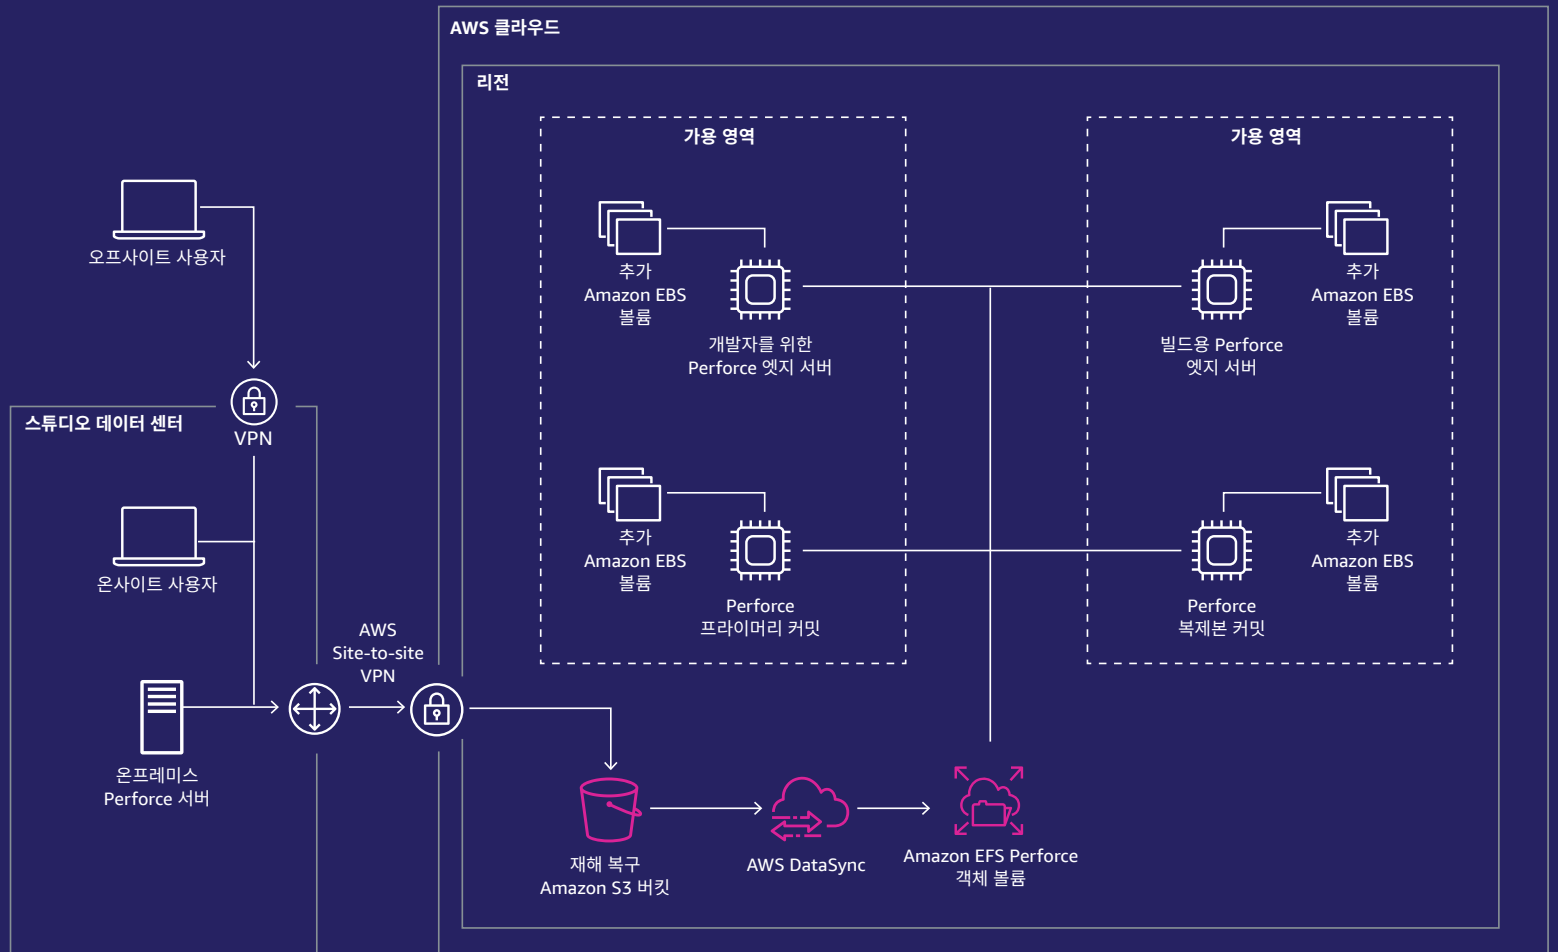 AWS 클라우드
리전
가용 영역
가용 영역
오프사이트 사용자
추가
Amazon EBS
볼륨
개발자를 위한
Perforce 엣지 서버
빌드용 Perforce
엣지 서버
추가
Amazon EBS
볼륨
스튜디오 데이터 센터
VPN
온사이트 사용자
추가
Amazon EBS
볼륨
Perforce
프라이머리 커밋
Perforce
복제본 커밋
추가
Amazon EBS
볼륨
AWS
Site-to-site
VPN
온프레미스
Perforce 서버
재해 복구
Amazon S3 버킷
AWS DataSync
Amazon EFS Perforce
객체 볼륨